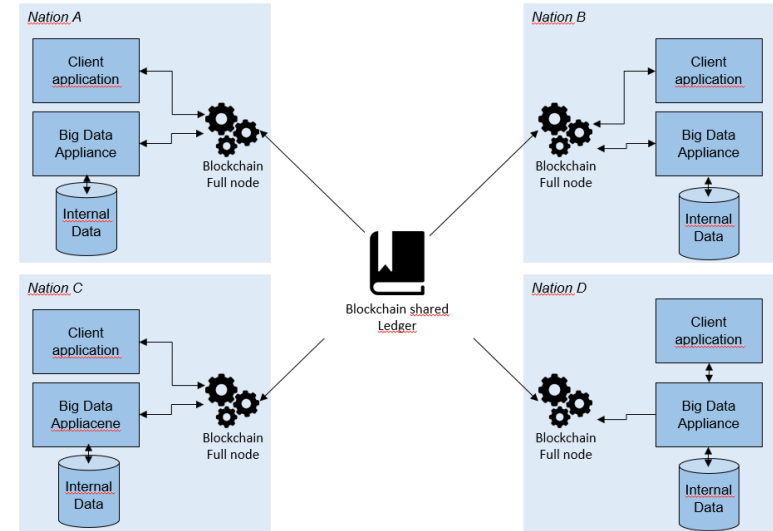 Nation A
Client
application
Big Data
Appliance
Internal
Data
Blockchain
Full node
Nation B
Client
application
Big Data
Appliance
Internal
Data
Blockchain
Full node
Blockchain shared
Ledger
Nation C
Client
application
Big Data
Appliacene
Internal
Data
Blockchain
Full node
Nation D
Client
application
Big Data
Appliance
Internal
Data
Blockchain
Full node